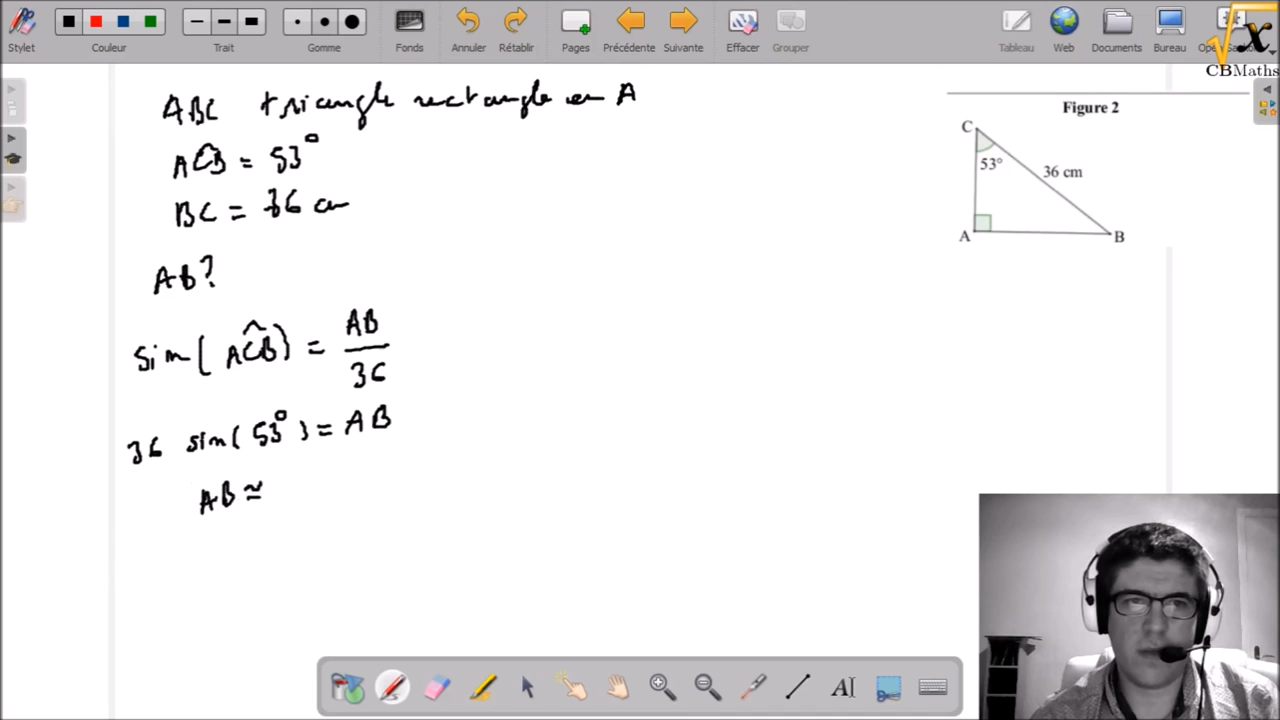 Stylet
Couleur
Trait
Gomme
Fonds
Annuler
Rétablir
Pages
Précédente
Suivante
Effacer
Grouper
Tableau
Web
Documents
Bureau
CBMaths
ABC triangle rectangle en A
AĈB = 53°
BC = 36 cm
AB?
sin(AĈB) = AB/36
36 sin(53°) = AB
AB ≅
Figure 2
C
53°
36 cm
A
B
AI